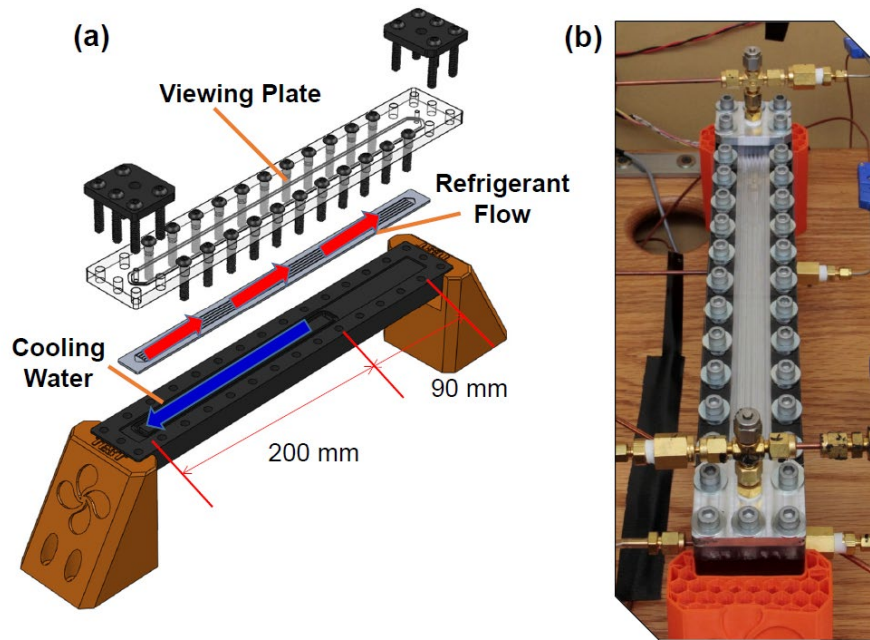 (a)
(b)
Viewing Plate
Refrigerant
Flow
Cooling
Water
90 mm
200 mm